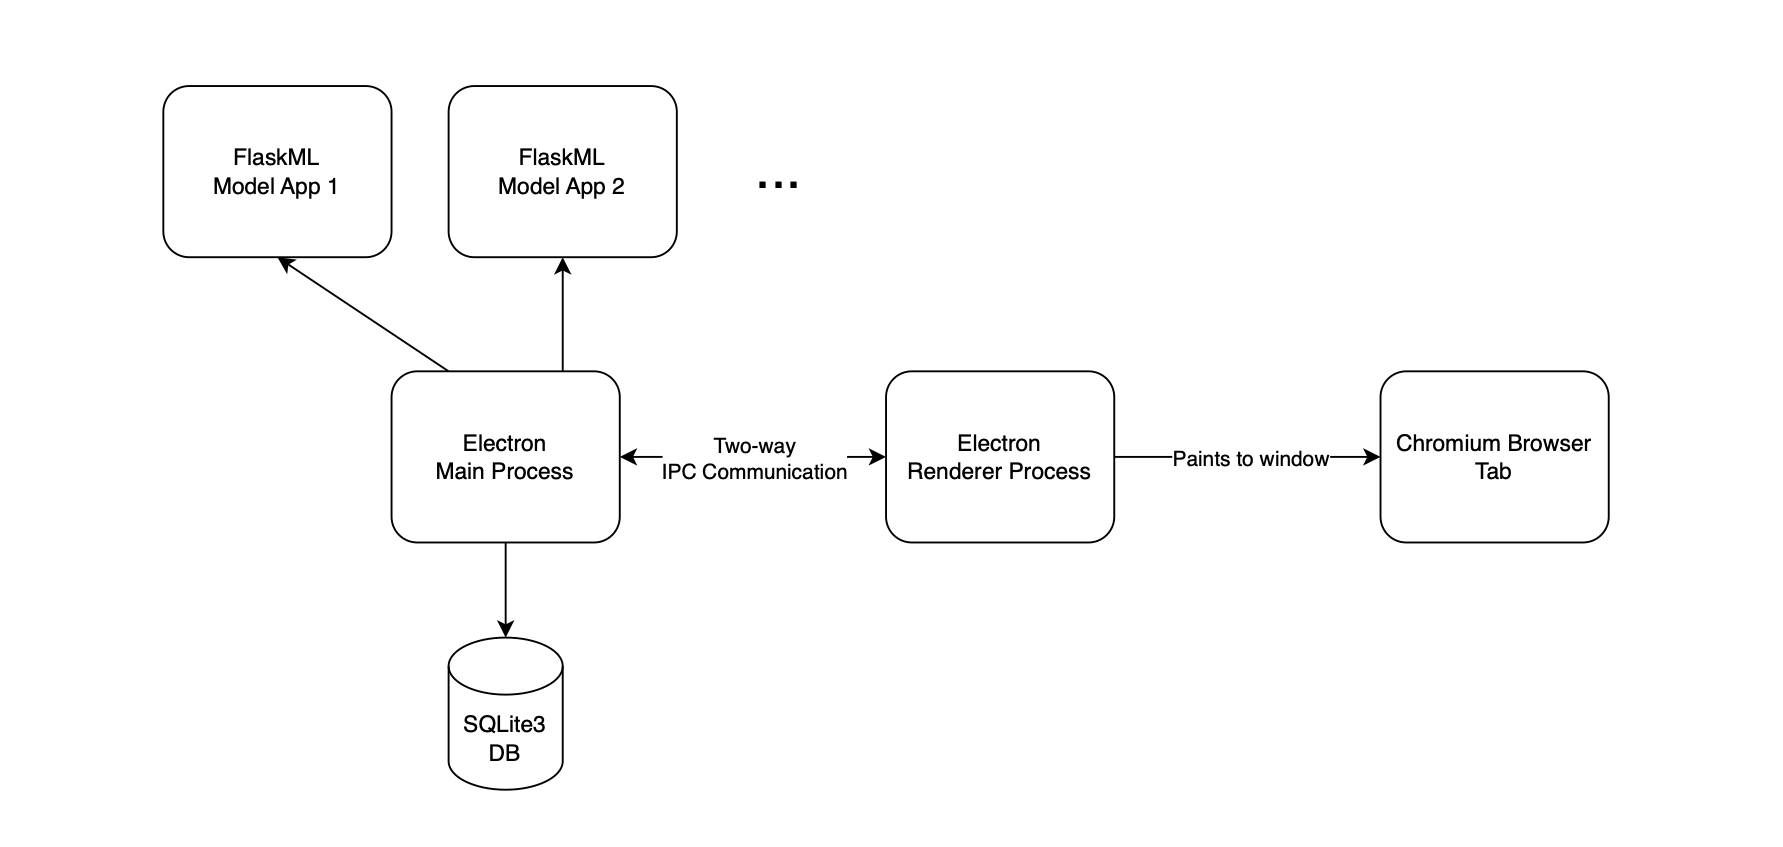 FlaskML
Model App 1
FlaskML
Model App 2
...
Electron
Main Process
Two-way
IPC Communication
Electron
Renderer Process
Paints to window
Chromium Browser
Tab
SQLite3
DB